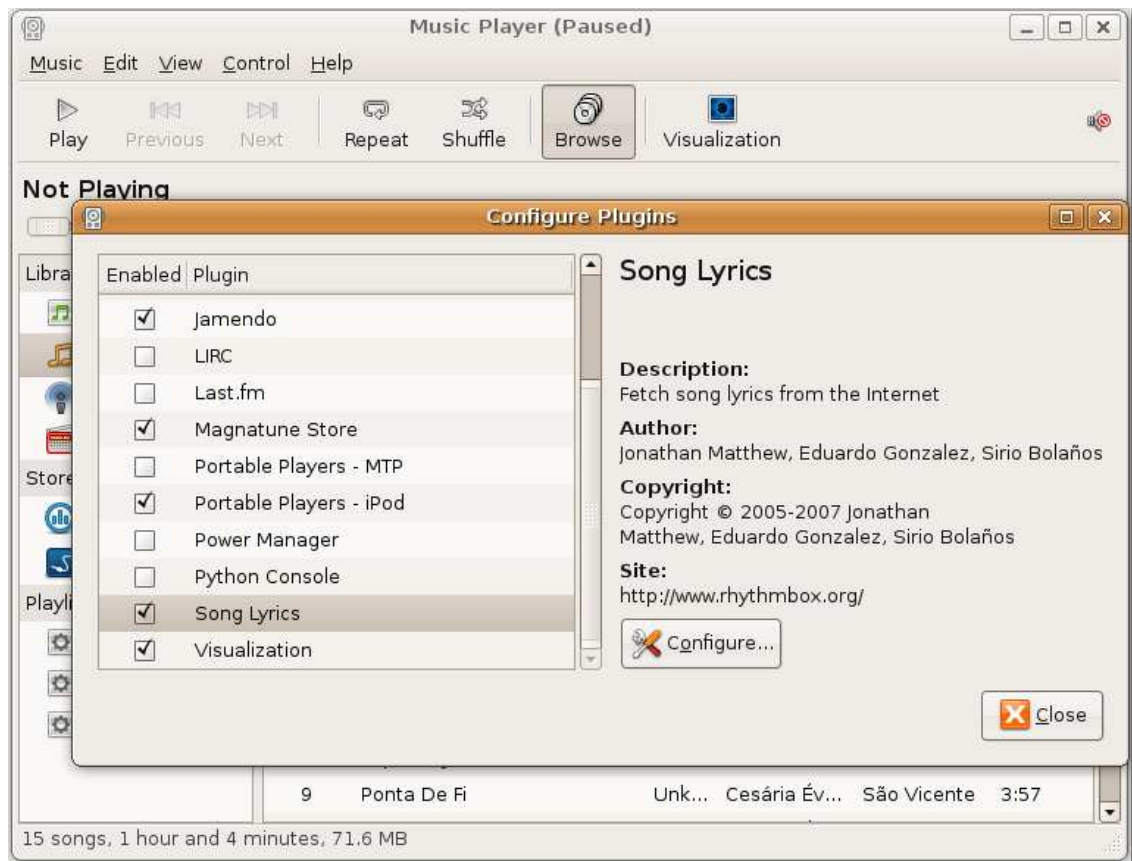 Music Player (Paused)
Music Edit View Control Help
Play Previous Next Repeat Shuffle Browse Visualization
Not Playing
Configure Plugins
Enabled Plugin
Jamendo
LIRC
Last.fm
Magnatune Store
Portable Players - MTP
Portable Players - iPod
Power Manager
Python Console
Song Lyrics
Visualization
Song Lyrics
Description:
Fetch song lyrics from the Internet
Author:
Jonathan Matthew, Eduardo Gonzalez, Sirio Bolaños
Copyright:
Copyright © 2005-2007 Jonathan
Matthew, Eduardo Gonzalez, Sirio Bolaños
Site:
http://www.rhythmbox.org/
Configure...
Close
Libra
Store
Playli
9 Ponta De Fi Unk... Cesária Év... São Vicente 3:57
15 songs, 1 hour and 4 minutes, 71.6 MB